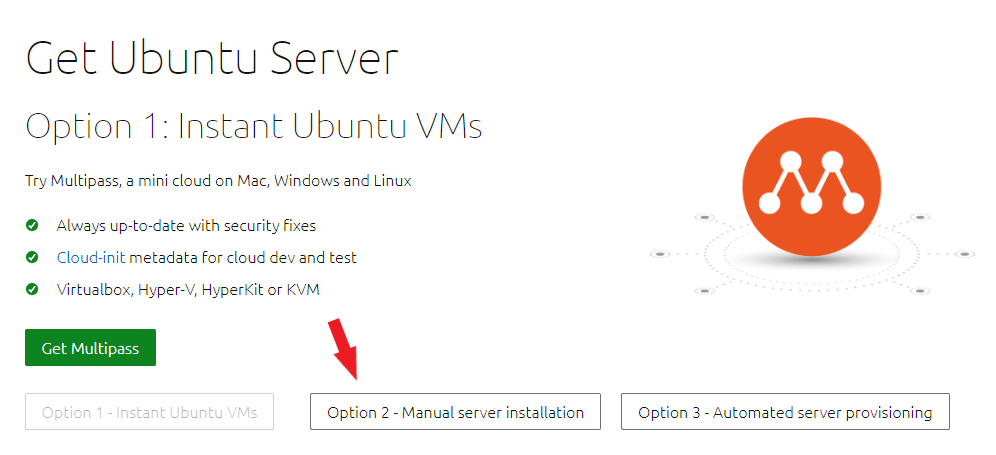 Get Ubuntu Server
Option 1: Instant Ubuntu VMs
Try Multipass, a mini cloud on Mac, Windows and Linux
Always up-to-date with security fixes
Cloud-init metadata for cloud dev and test
Virtualbox, Hyper-V, HyperKit or KVM
Get Multipass
Option 1 - Instant Ubuntu VMs
Option 2 - Manual server installation
Option 3 - Automated server provisioning